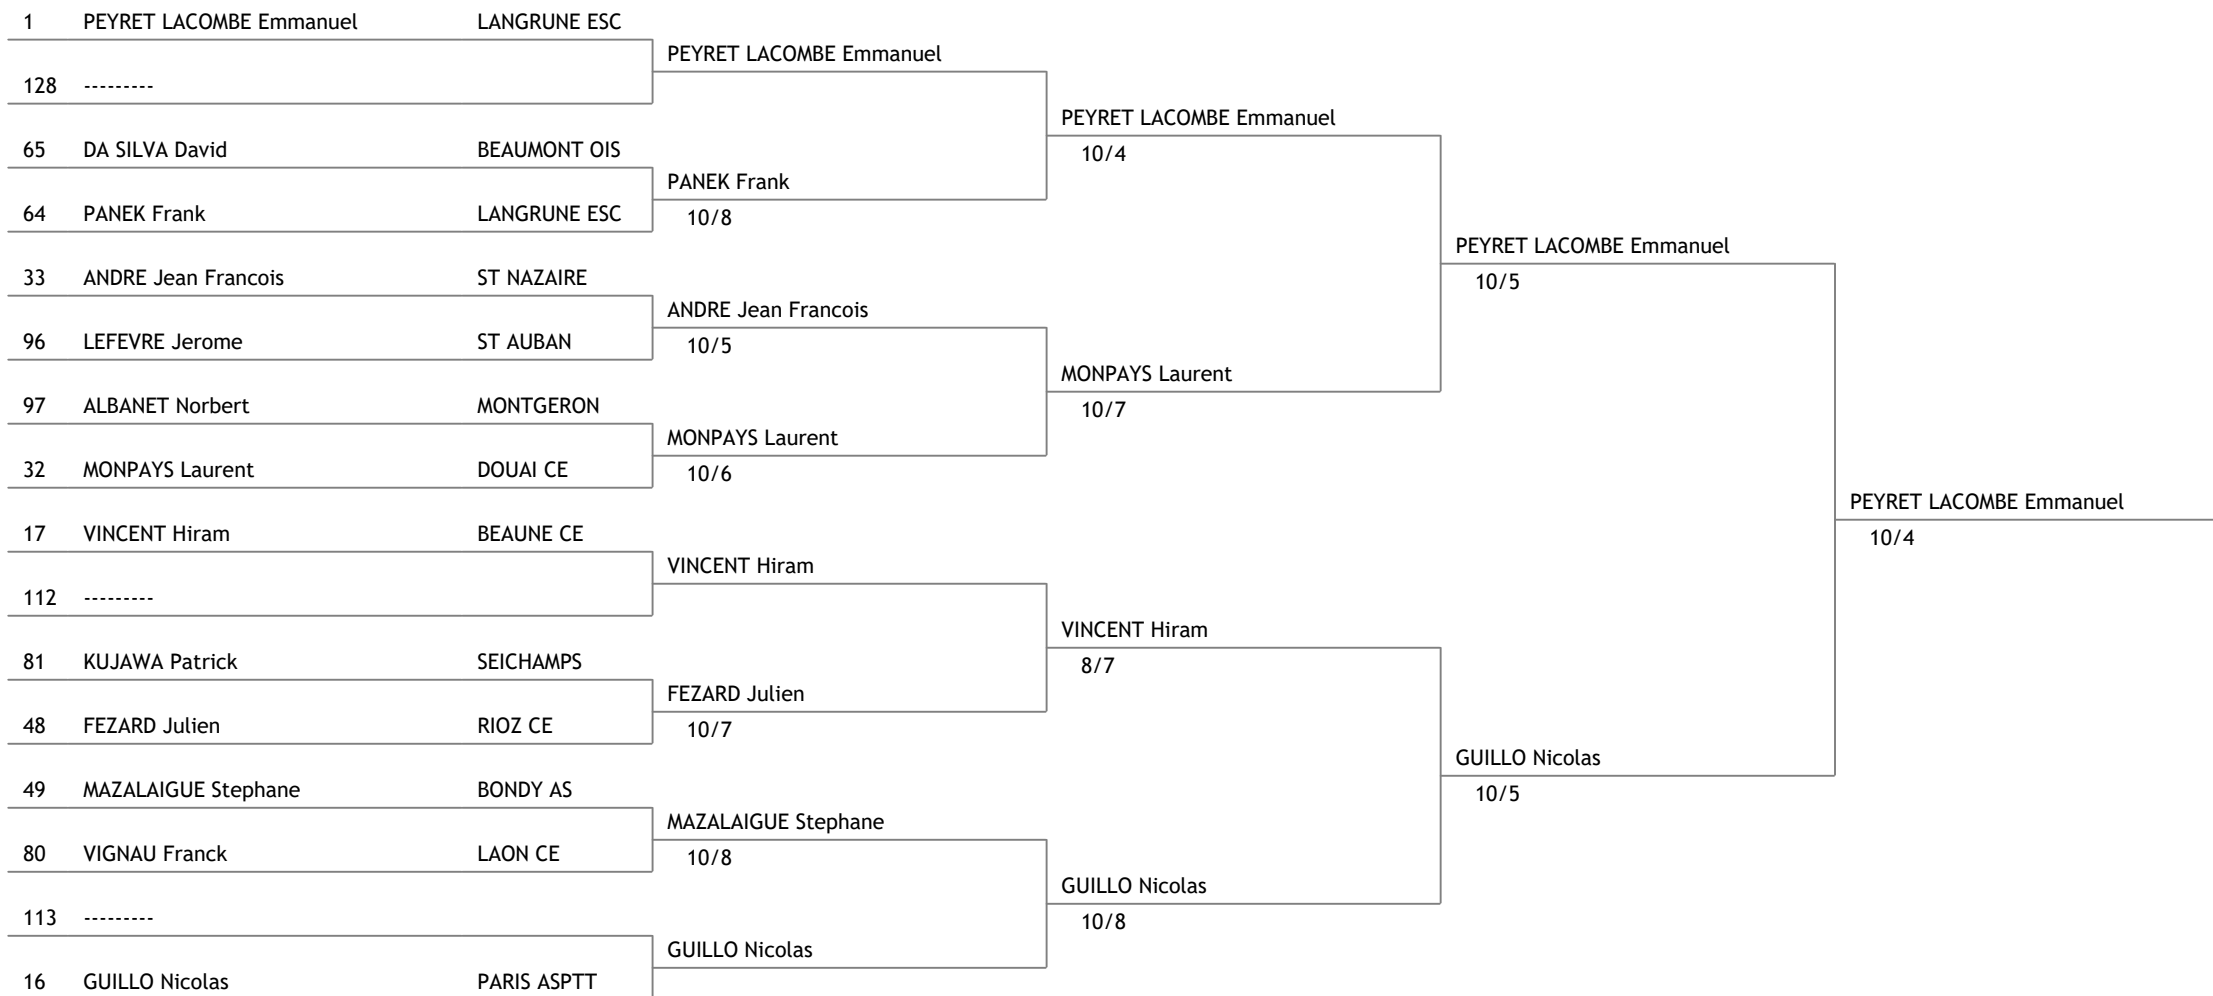 1 PEYRET LACOMBE Emmanuel LANGRUNE ESC
PEYRET LACOMBE Emmanuel
128 ---------
PEYRET LACOMBE Emmanuel
65 DA SILVA David BEAUMONT OIS
10/4
PANEK Frank
64 PANEK Frank LANGRUNE ESC
10/8
PEYRET LACOMBE Emmanuel
33 ANDRE Jean Francois ST NAZAIRE
10/5
ANDRE Jean Francois
96 LEFEVRE Jerome ST AUBAN
10/5
MONPAYS Laurent
97 ALBANET Norbert MONTGERON
10/7
MONPAYS Laurent
32 MONPAYS Laurent DOUAI CE
10/6
PEYRET LACOMBE Emmanuel
17 VINCENT Hiram BEAUNE CE
10/4
VINCENT Hiram
112 ---------
VINCENT Hiram
81 KUJAWA Patrick SEICHAMPS
8/7
FEZARD Julien
48 FEZARD Julien RIOZ CE
10/7
GUILLO Nicolas
49 MAZALAIGUE Stephane BONDY AS
10/5
MAZALAIGUE Stephane
80 VIGNAU Franck LAON CE
10/8
GUILLO Nicolas
113 ---------
10/8
GUILLO Nicolas
16 GUILLO Nicolas PARIS ASPTT